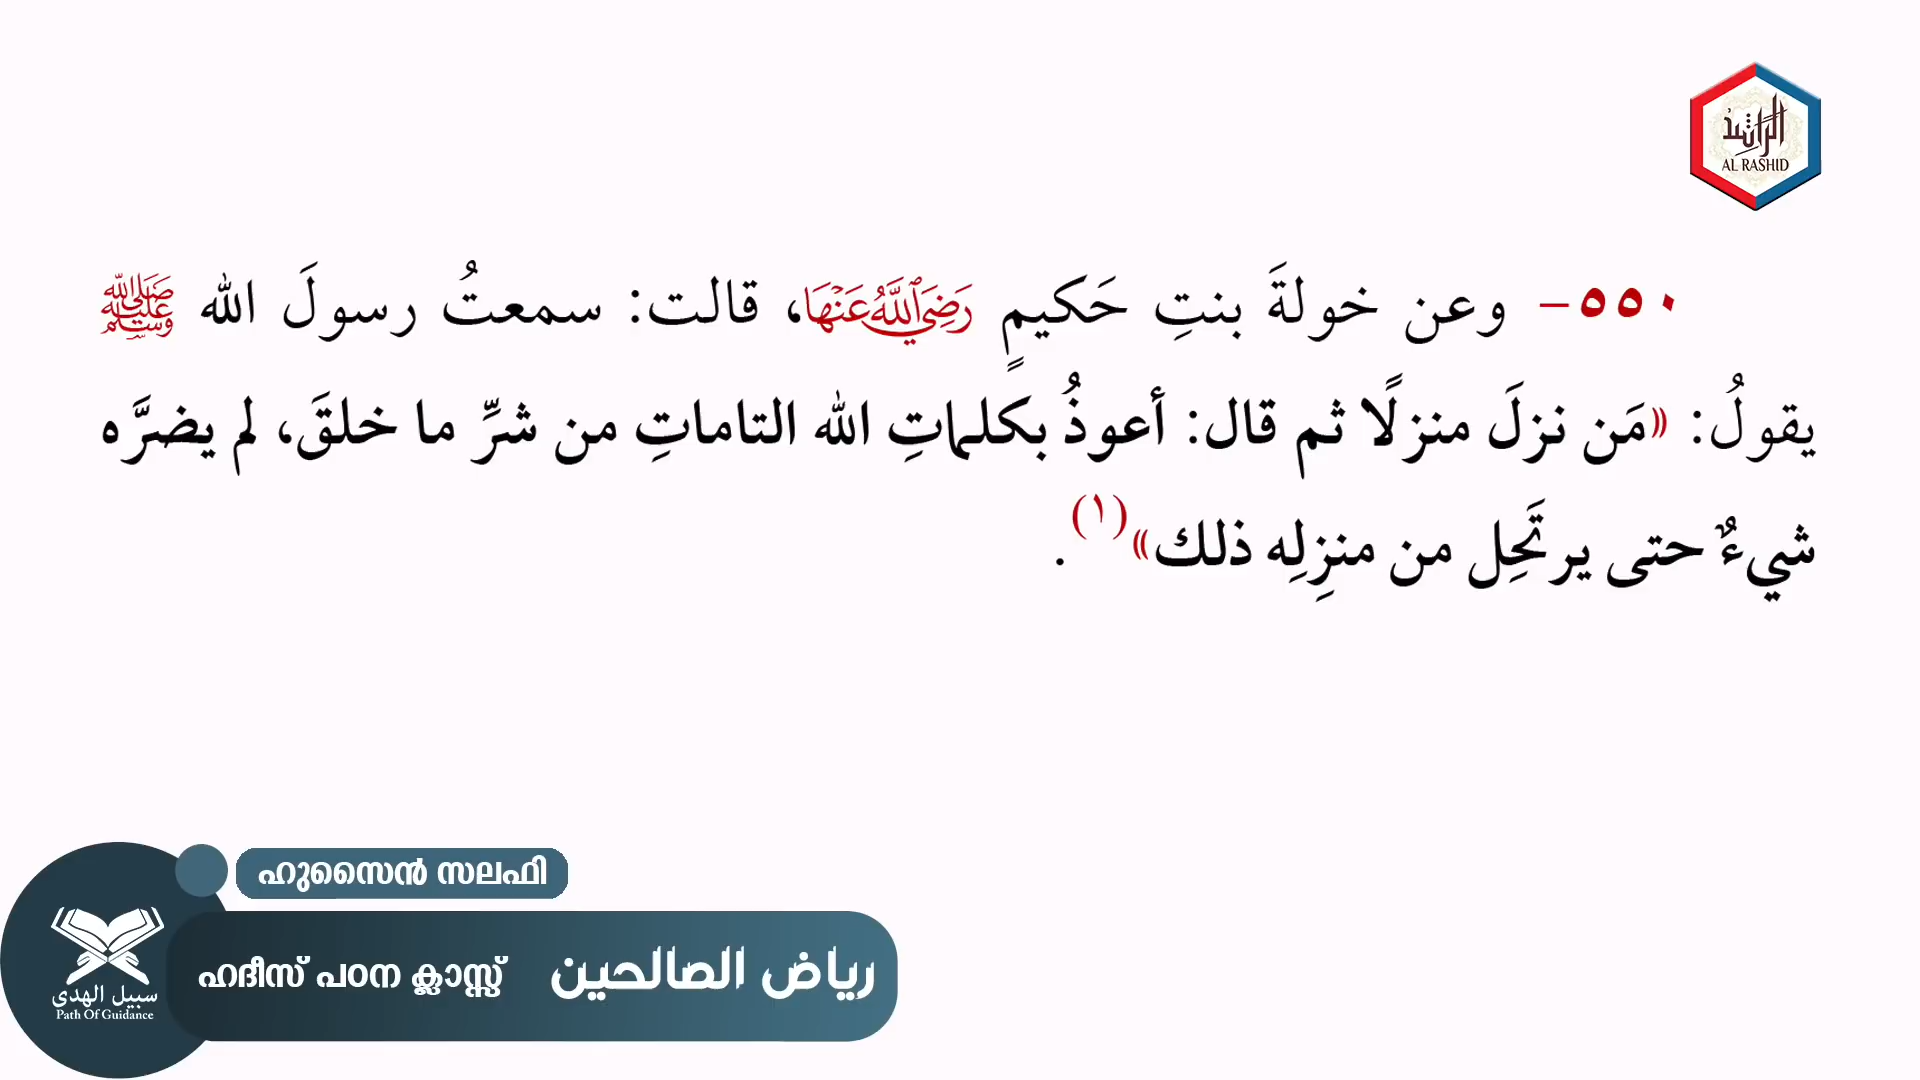 الراشد
AL RASHID
٥٥٠- وعن خولةَ بنتِ حَكيمٍ رَضِيَ اللَّهُ عَنْهَا، قالت: سمعتُ رسولَ الله ﷺ
يقولُ: «مَن نزلَ منزلًا ثم قال: أعوذُ بكلماتِ الله التاماتِ من شرِّ ما خلقَ، لم يضرَّه
شيءٌ حتى يرتَحِل من منزِلِه ذلك»(١).
ഹുസൈൻ സലഫി
ഹദീസ് പഠന ക്ലാസ്സ് رياض الصالحين
سبيل الهدى
Path Of Guidance